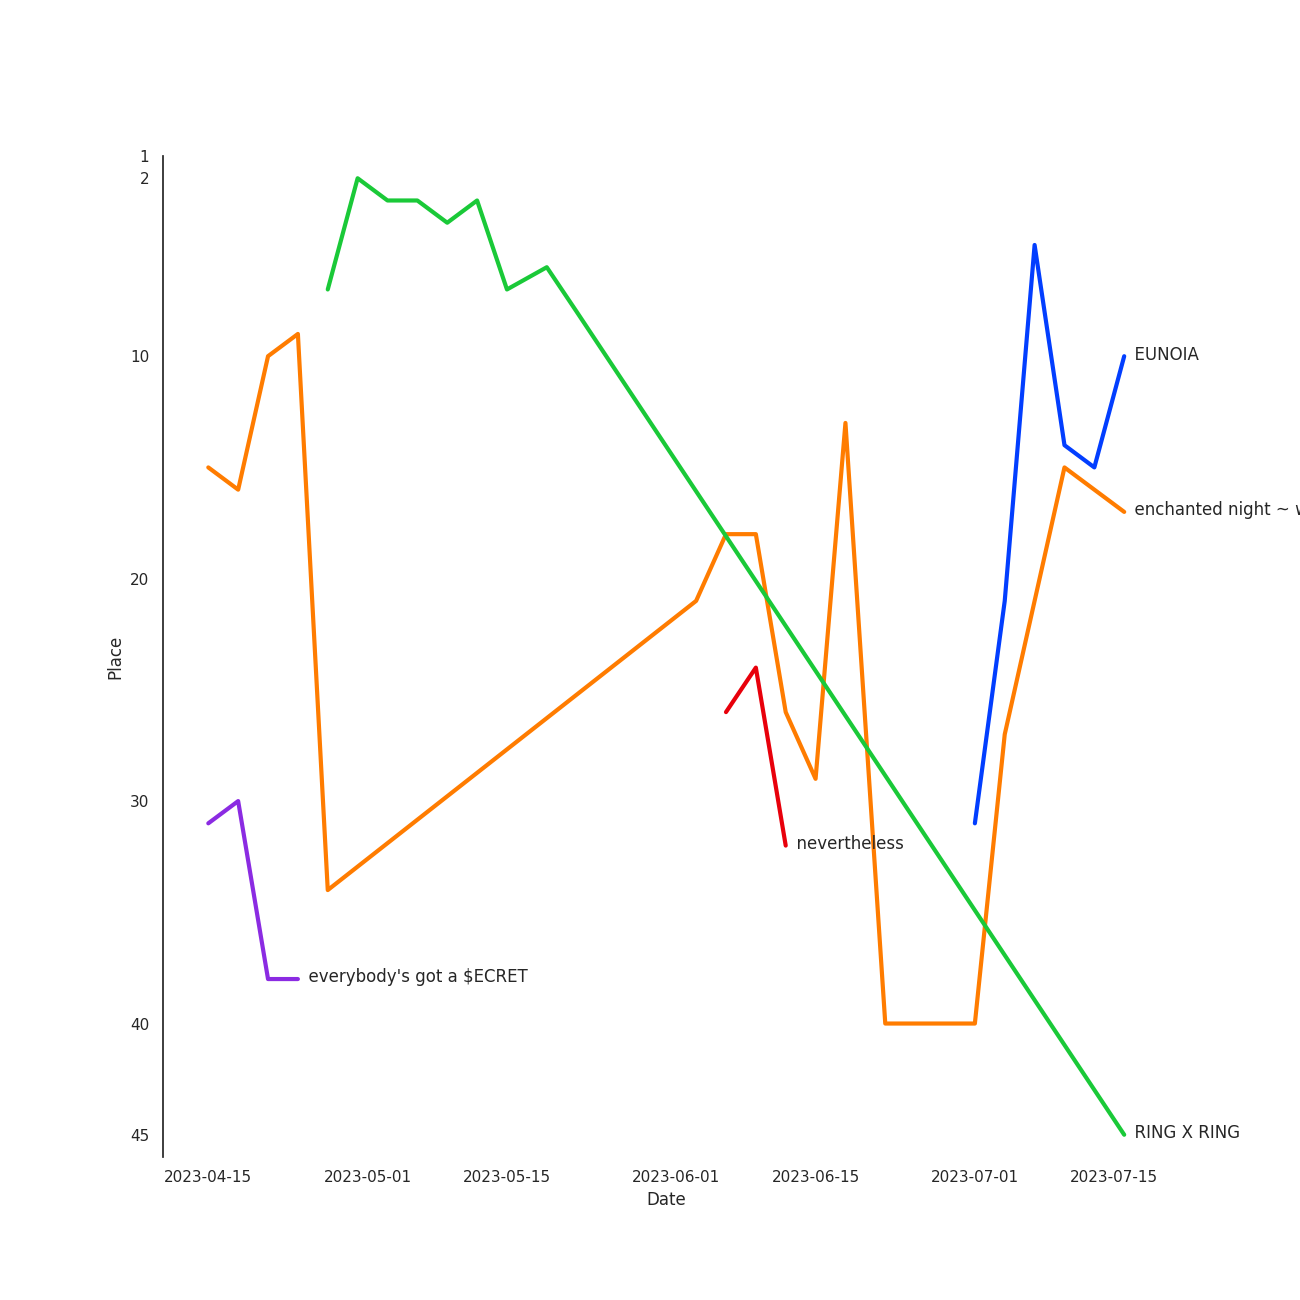 1
2
10
EUNOIA
enchanted night ~
20
Place
30
nevertheless
everybody's got a $ECRET
40
45
RING X RING
2023-04-15 2023-05-01 2023-05-15 2023-06-01 2023-06-15 2023-07-01 2023-07-15
Date